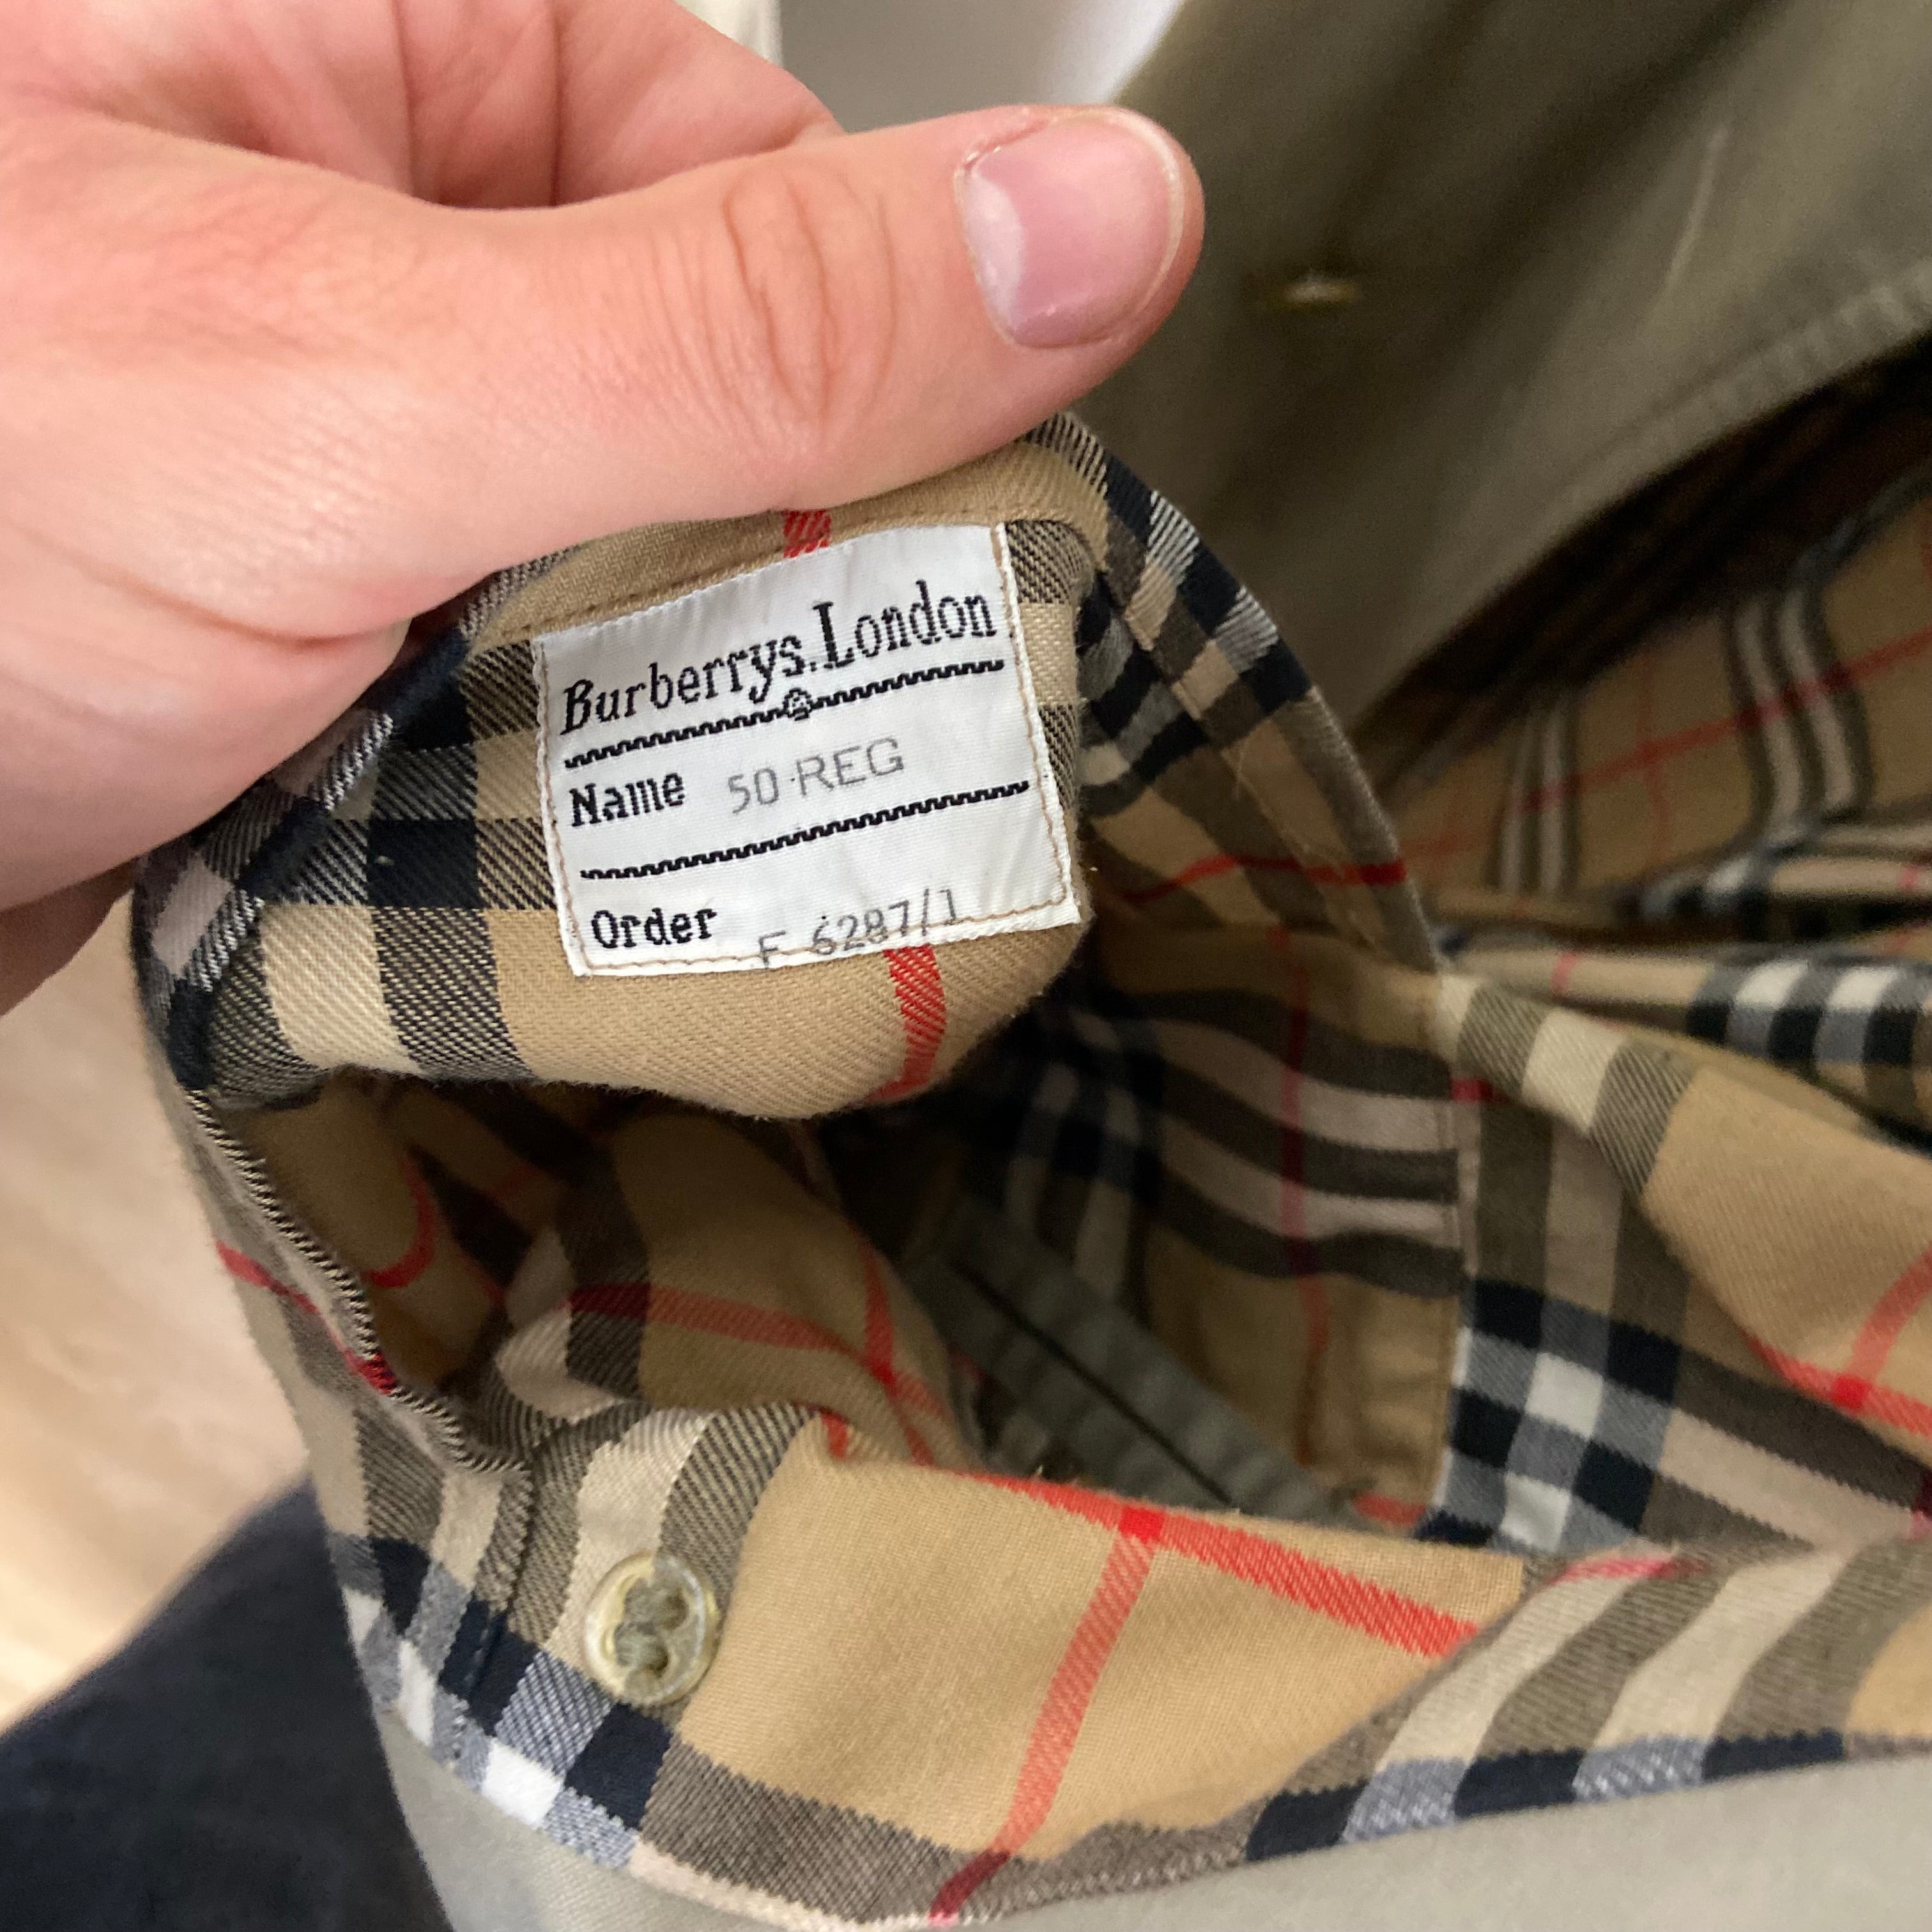 Burberrys. London
Name 50 REG
Order F 6287/1